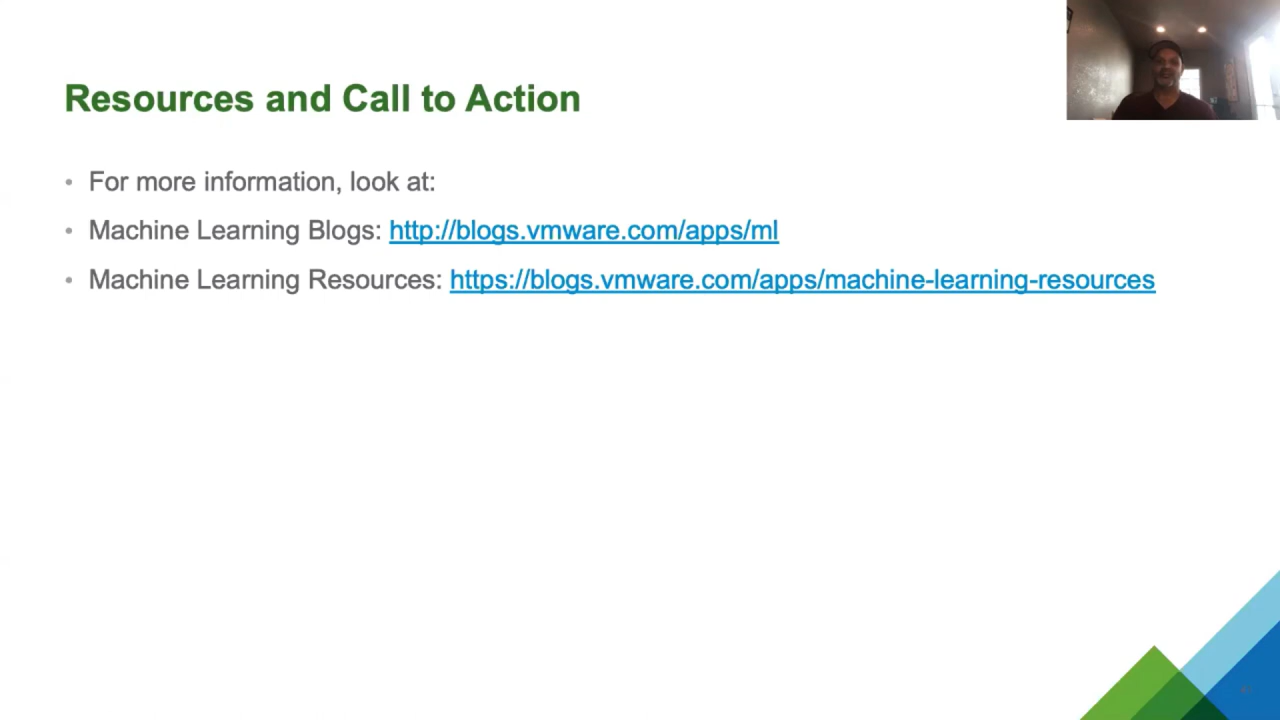 Resources and Call to Action
• For more information, look at:
• Machine Learning Blogs: http://blogs.vmware.com/apps/ml
• Machine Learning Resources: https://blogs.vmware.com/apps/machine-learning-resources